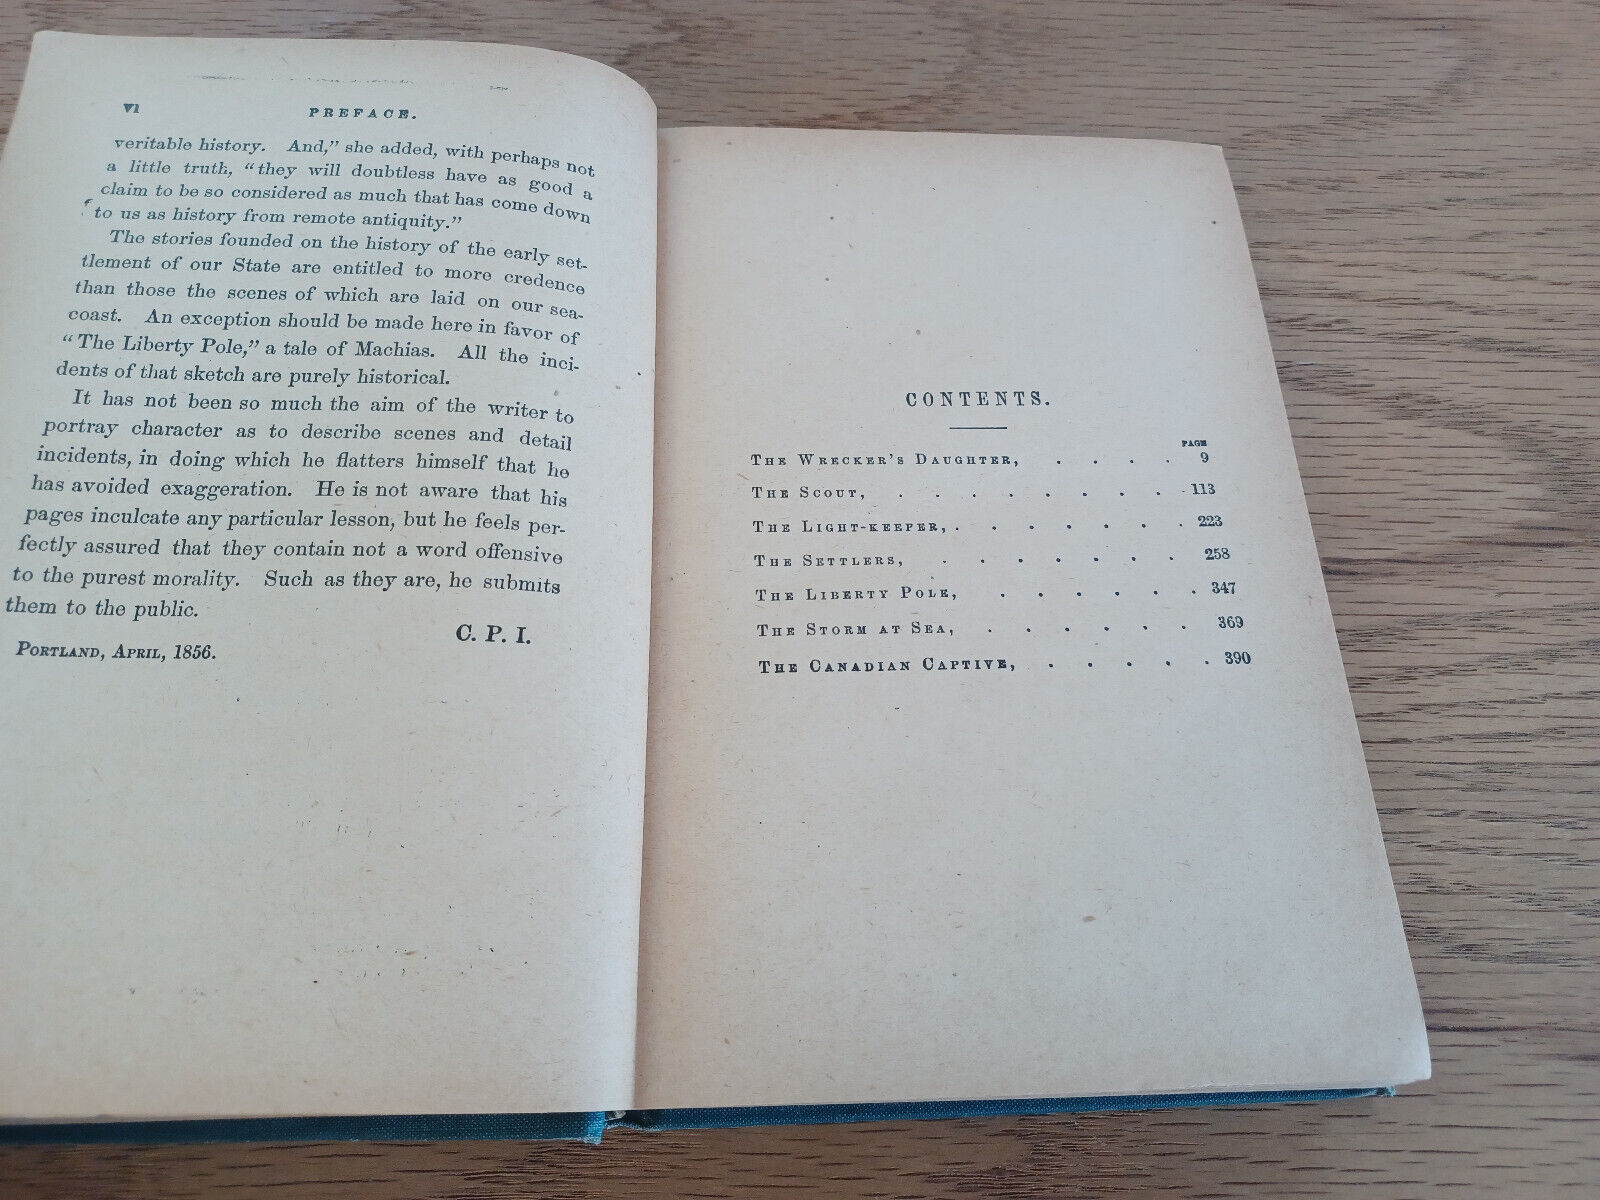 vi PREFACE.
veritable history. And," she added, with perhaps not
a little truth, "they will doubtless have as good a
claim to be so considered as much that has come down
to us as history from remote antiquity."
The stories founded on the history of the early set-
tlement of our State are entitled to more credence
than those the scenes of which are laid on our sea-
coast. An exception should be made here in favor of
"The Liberty Pole," a tale of Machias. All the inci-
dents of that sketch are purely historical.
It has not been so much the aim of the writer to
portray character as to describe scenes and detail
incidents, in doing which he flatters himself that he
has avoided exaggeration. He is not aware that his
pages inculcate any particular lesson, but he feels per-
fectly assured that they contain not a word offensive
to the purest morality. Such as they are, he submits
them to the public.
C. P. I.
Portland, April, 1856.
CONTENTS.
PAGE
The Wrecker's Daughter, . . . . 9
The Scout, . . . . . . . . 113
The Light-keeper, . . . . . . . 223
The Settlers, . . . . . . . 258
The Liberty Pole, . . . . . . 347
The Storm at Sea, . . . . . . 369
The Canadian Captive, . . . . . 390